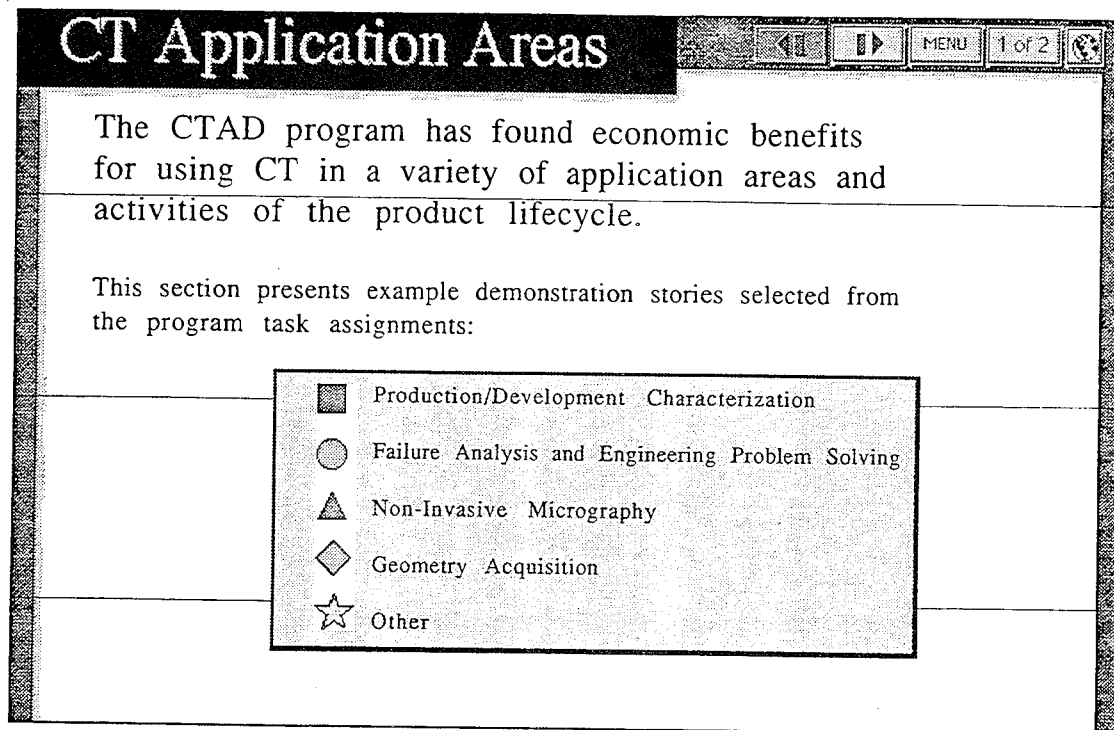 CT Application Areas
MENU
1 of 2
The CTAD program has found economic benefits
for using CT in a variety of application areas and
activities of the product lifecycle.
This section presents example demonstration stories selected from
the program task assignments:
Production/Development Characterization
Failure Analysis and Engineering Problem Solving
Non-Invasive Micrography
Geometry Acquisition
Other